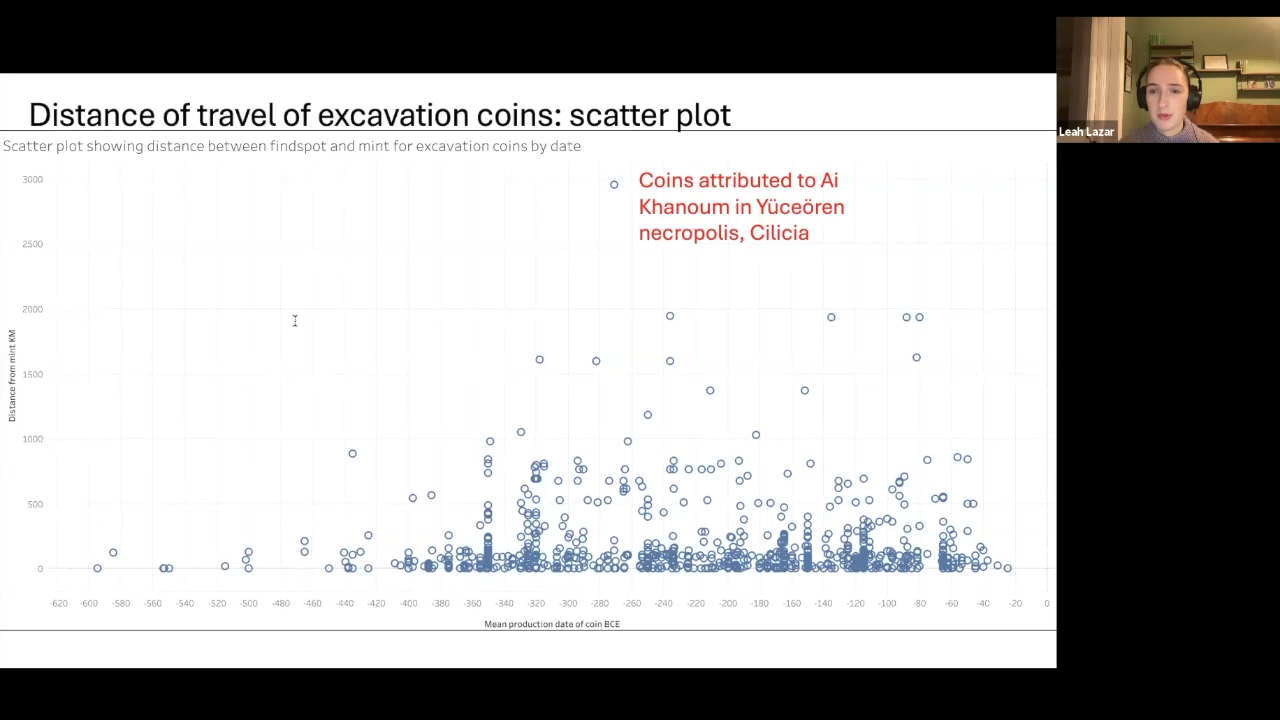 Distance of travel of excavation coins: scatter plot
Scatter plot showing distance between findspot and mint for excavation coins by date
Leah Lazar
Coins attributed to Ai
Khanoum in Yüceören
necropolis, Cilicia
3000
2500
2000
1500
1000
500
0
Distance from mint KM
-620 -600 -580 -560 -540 -520 -500 -480 -460 -440 -420 -400 -380 -360 -340 -320 -300 -280 -260 -240 -220 -200 -180 -160 -140 -120 -100 -80 -60 -40 -20 0
Mean production date of coin BCE